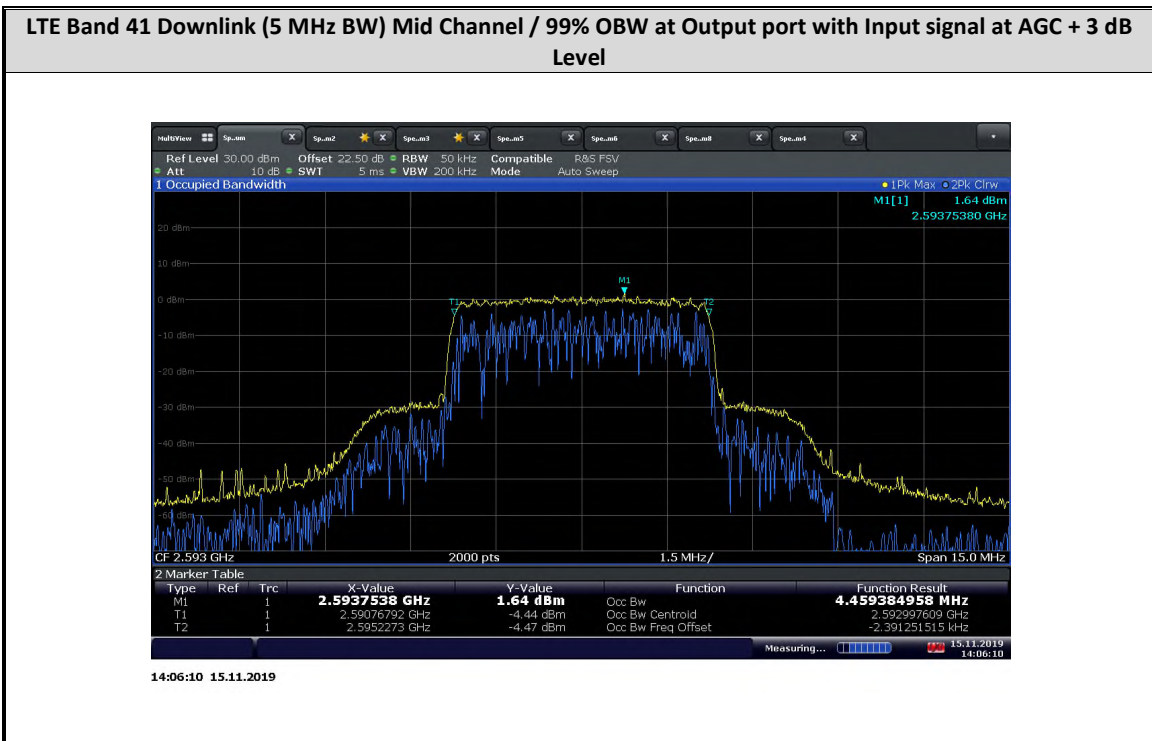 LTE Band 41 Downlink (5 MHz BW) Mid Channel / 99% OBW at Output port with Input signal at AGC + 3 dB
Level
MultiView Sp..um X Sp..m2 X Spe..m3 X Spe..m5 X Spe..m6 X Spe..m8 X Spe..m4 X
Ref Level 30.00 dBm Offset 22.50 dB RBW 50 kHz Compatible R&S FSV
Att 10 dB SWT 5 ms VBW 200 kHz Mode Auto Sweep
1 Occupied Bandwidth 1Pk Max 2Pk Clrw
M1[1] 1.64 dBm
2.59375380 GHz
20 dBm
10 dBm
M1
0 dBm
T1 T2
-10 dBm
-20 dBm
-30 dBm
-40 dBm
-50 dBm
-60 dBm
CF 2.593 GHz 2000 pts 1.5 MHz/ Span 15.0 MHz
2 Marker Table
Type Ref Trc X-Value Y-Value Function Function Result
M1 1 2.5937538 GHz 1.64 dBm Occ Bw 4.459384958 MHz
T1 1 2.59076792 GHz -4.44 dBm Occ Bw Centroid 2.592997609 GHz
T2 1 2.5952273 GHz -4.47 dBm Occ Bw Freq Offset -2.391251515 kHz
Measuring... 15.11.2019
14:06:10
14:06:10 15.11.2019